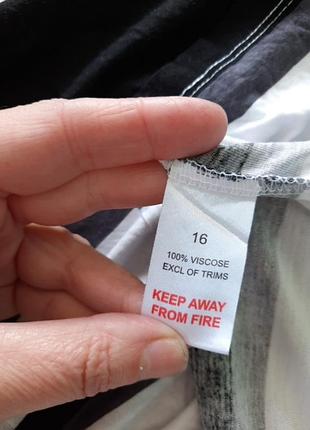 16
100% VISCOSE
EXCL OF TRIMS
KEEP AWAY
FROM FIRE